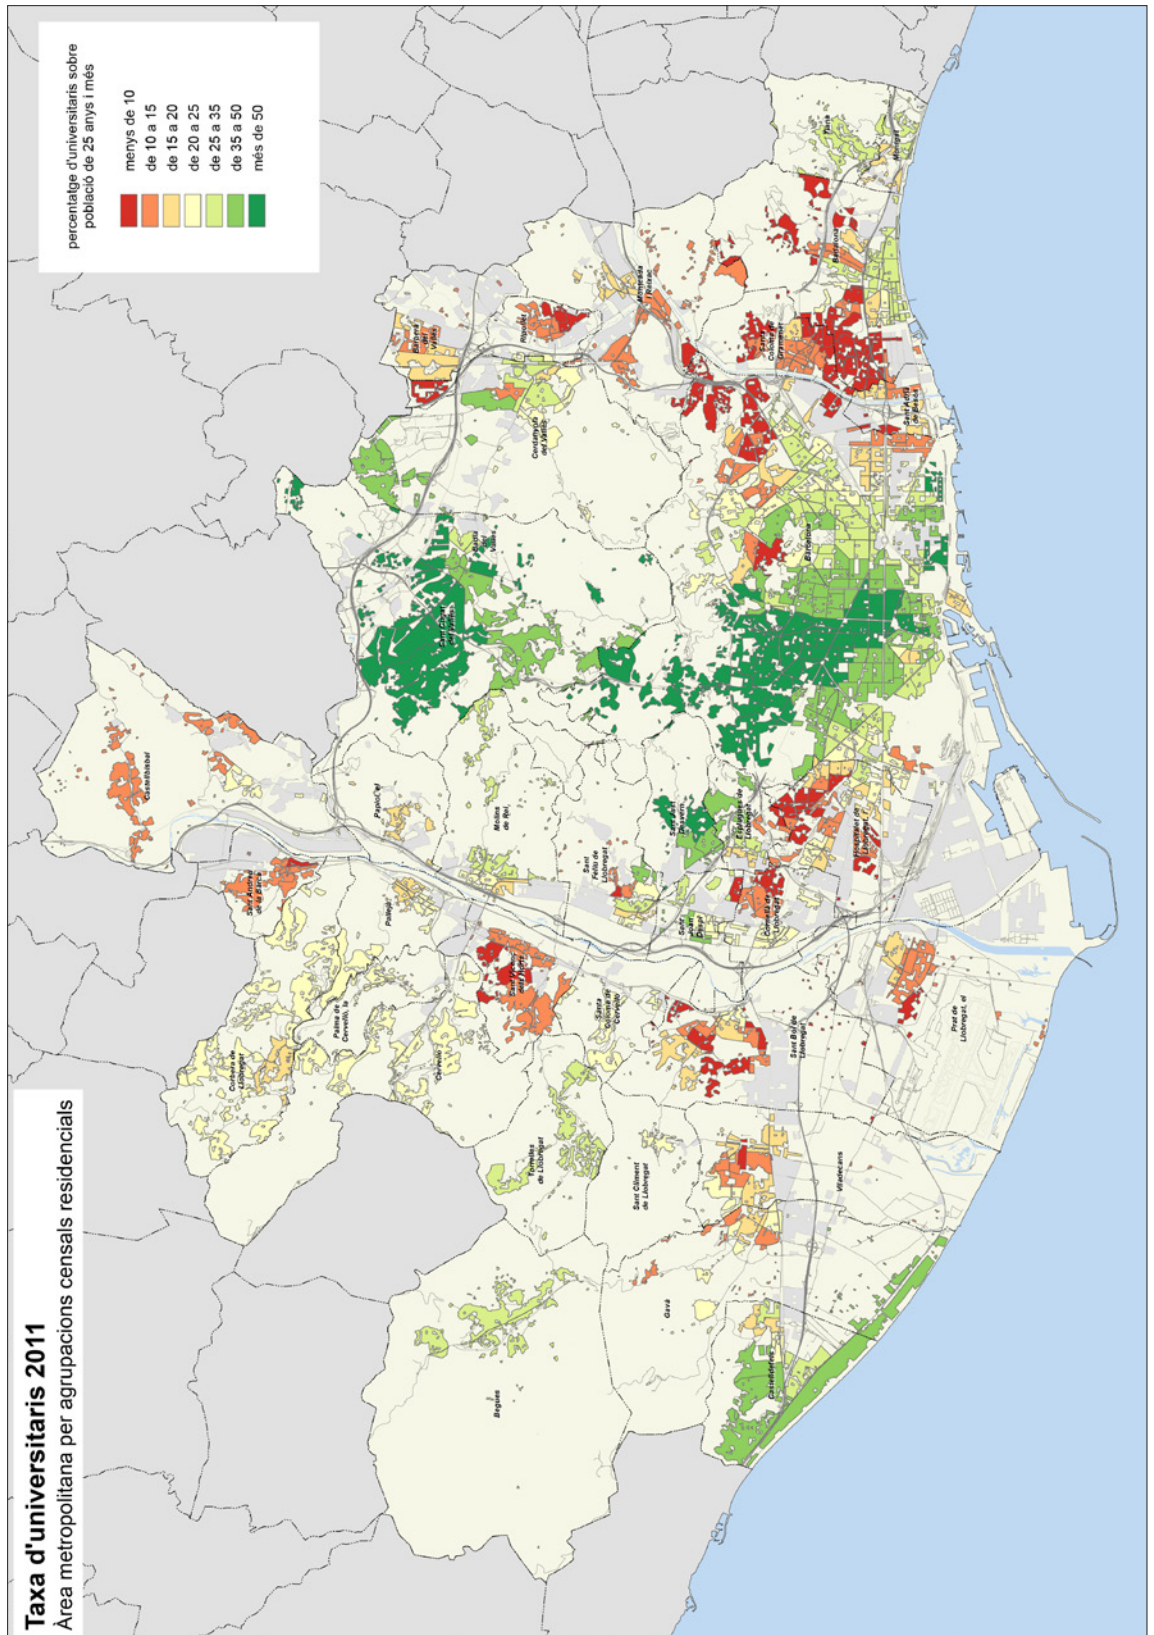 Taxa d'universitaris 2011
Àrea metropolitana per agrupacions censals residencials
percentatge d'universitaris sobre
població de 25 anys i més
menys de 10
de 10 a 15
de 15 a 20
de 20 a 25
de 25 a 35
de 35 a 50
més de 50
Castellbisbal
Sant Andreu
de la Barca
Corbera de
Llobregat
Palma de
Cervelló, la
Pallejà
Papiol, el
Cervelló
Sant Vicenç
dels Horts
Molins
de Rei
Sant Cugat
del Vallès
Badia
del
Vallès
Barberà
del
Vallès
Ripollet
Cerdanyola
del Vallès
Montcada
i Reixac
Santa
Coloma de
Gramenet
Badalona
Tiana
Montgat
Sant Adrià
de Besòs
Barcelona
Sant
Feliu de
Llobregat
Sant Just
Desvern
Esplugues de
Llobregat
Sant
Joan
Despí
Cornellà de
Llobregat
Hospitalet de
Llobregat, l'
Santa
Coloma de
Cervelló
Sant Boi de
Llobregat
Prat de
Llobregat, el
Torrelles
de Llobregat
Sant Climent
de Llobregat
Viladecans
Gavà
Begues
Castelldefels